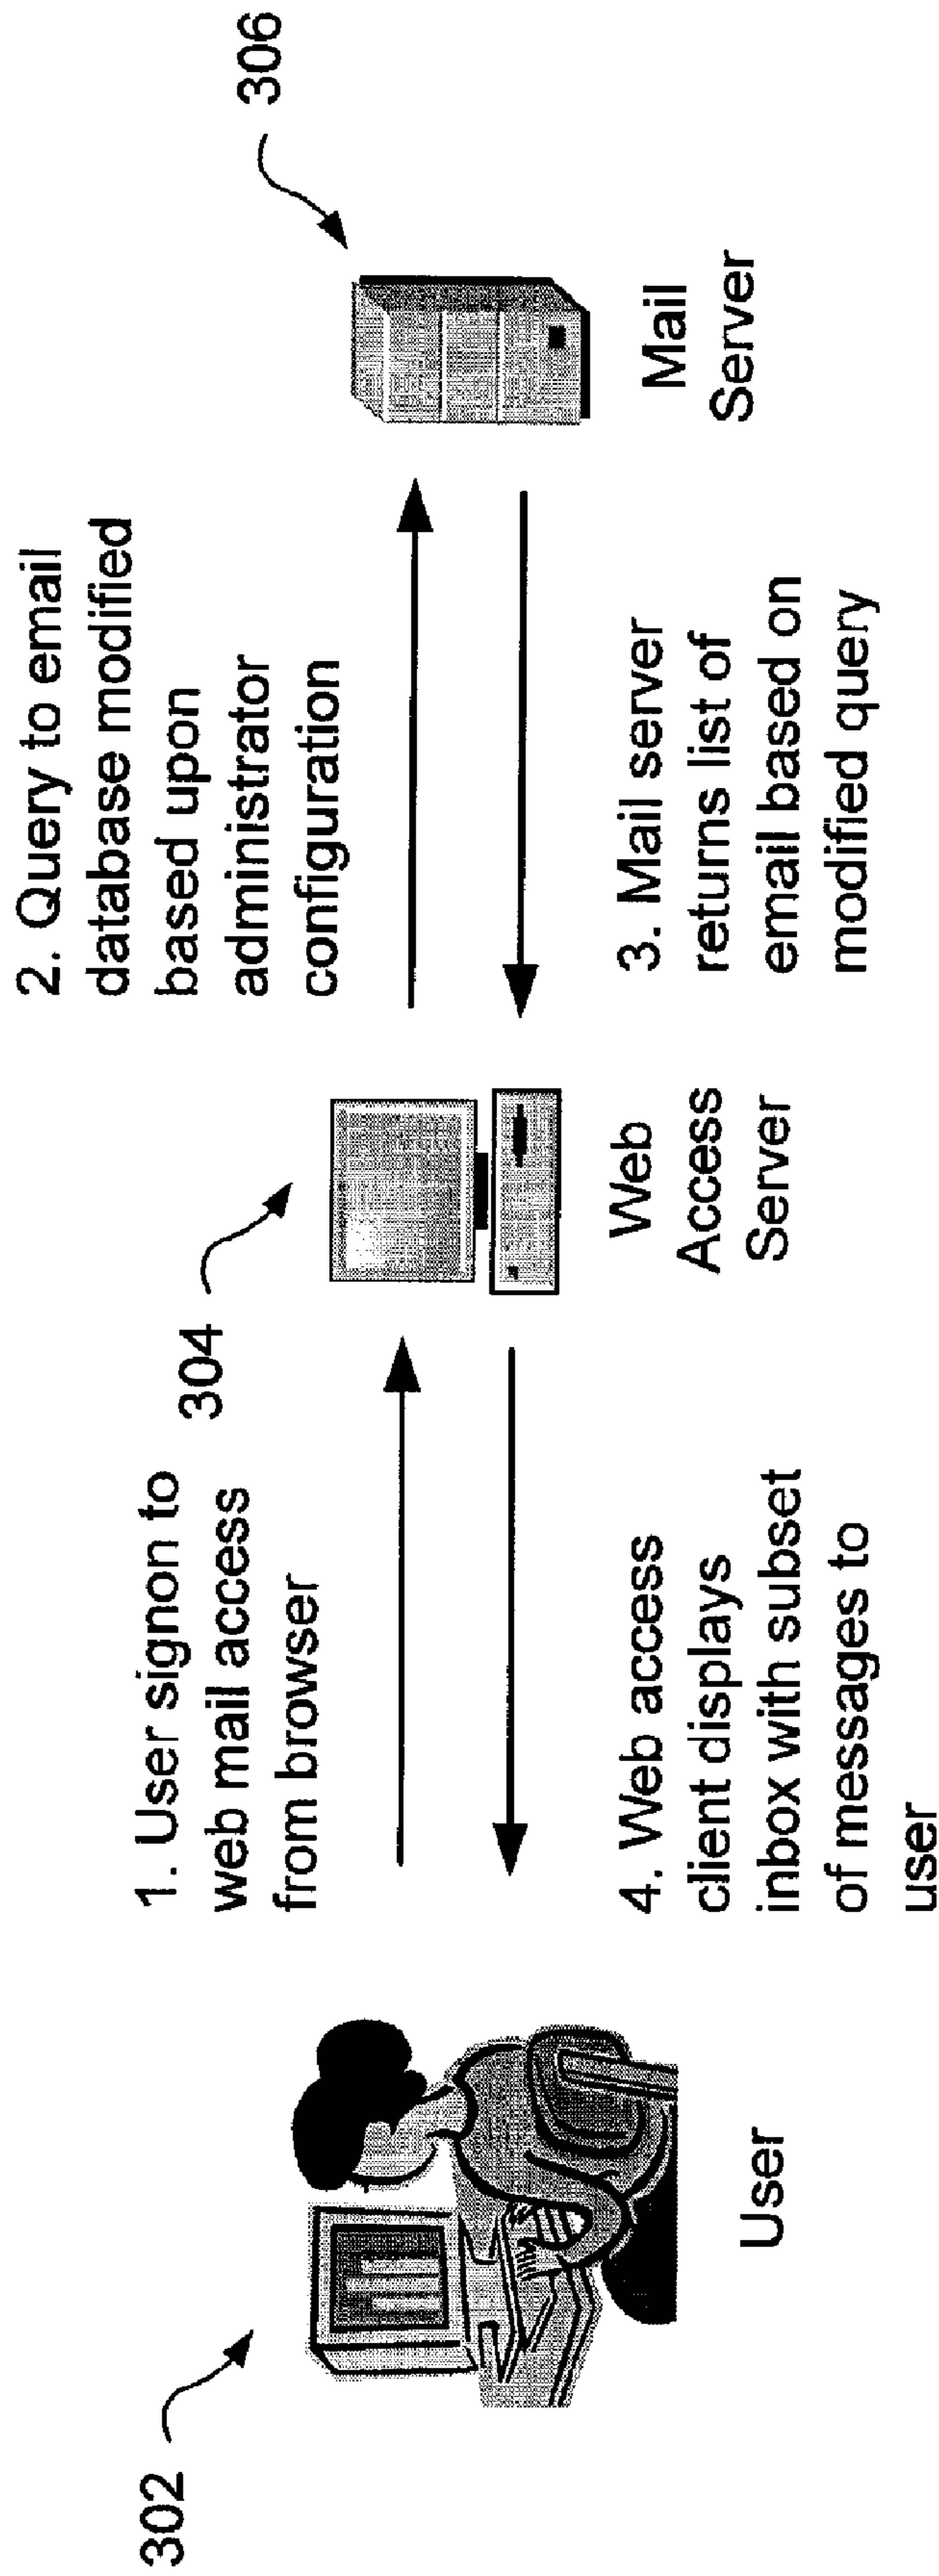 302
User
1. User signon to
web mail access
from browser
304
4. Web access
client displays
inbox with subset
of messages to
user
Web
Access
Server
2. Query to email
database modified
based upon
administrator
configuration
3. Mail server
returns list of
email based on
modified query
306
Mail
Server